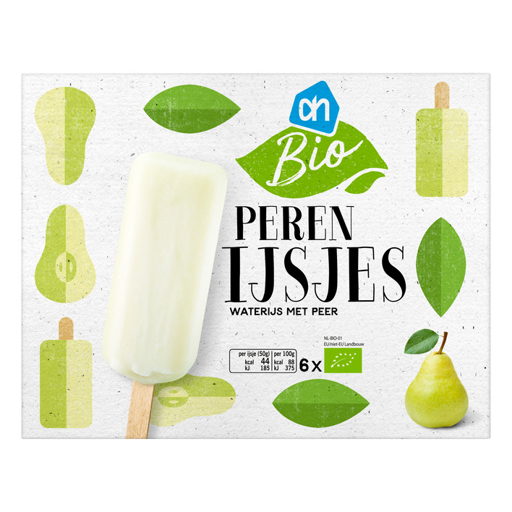 ah
Bio
PEREN
IJSJES
WATERIJS MET PEER
NL-BIO-01
EU/niet-EU Landbouw
per ijsje (50g) per 100g
kcal 44 kcal 88
kJ 185 kJ 375
6x